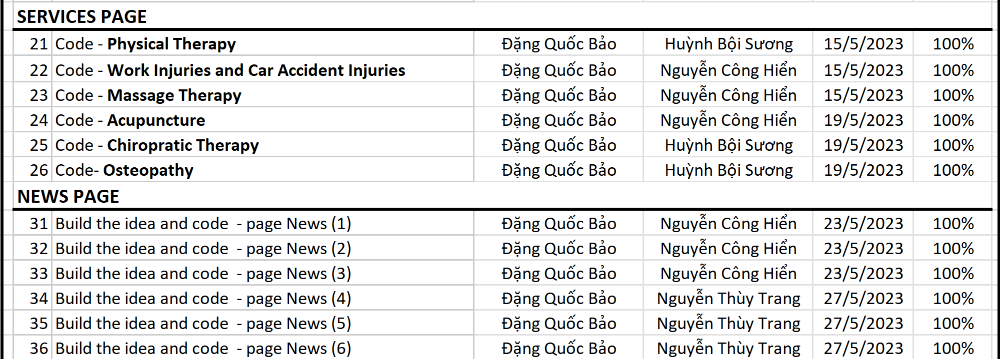 SERVICES PAGE
21 Code - Physical Therapy Đặng Quốc Bảo Huỳnh Bội Sương 15/5/2023 100%
22 Code - Work Injuries and Car Accident Injuries Đặng Quốc Bảo Nguyễn Công Hiển 15/5/2023 100%
23 Code - Massage Therapy Đặng Quốc Bảo Nguyễn Công Hiển 15/5/2023 100%
24 Code - Acupuncture Đặng Quốc Bảo Nguyễn Công Hiển 19/5/2023 100%
25 Code - Chiropratic Therapy Đặng Quốc Bảo Huỳnh Bội Sương 19/5/2023 100%
26 Code- Osteopathy Đặng Quốc Bảo Huỳnh Bội Sương 19/5/2023 100%
NEWS PAGE
31 Build the idea and code  - page News (1) Đặng Quốc Bảo Nguyễn Công Hiển 23/5/2023 100%
32 Build the idea and code  - page News (2) Đặng Quốc Bảo Nguyễn Công Hiển 23/5/2023 100%
33 Build the idea and code  - page News (3) Đặng Quốc Bảo Nguyễn Công Hiển 23/5/2023 100%
34 Build the idea and code  - page News (4) Đặng Quốc Bảo Nguyễn Thùy Trang 27/5/2023 100%
35 Build the idea and code  - page News (5) Đặng Quốc Bảo Nguyễn Thùy Trang 27/5/2023 100%
36 Build the idea and code  - page News (6) Đặng Quốc Bảo Nguyễn Thùy Trang 27/5/2023 100%